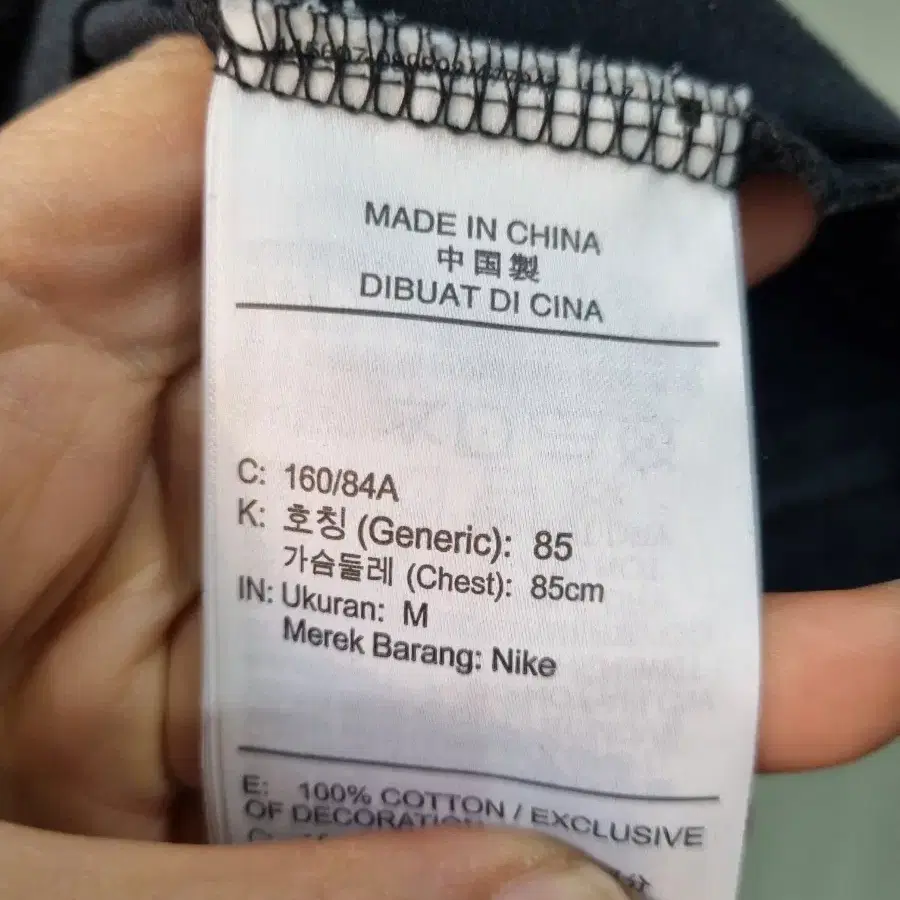 MADE IN CHINA
中国製
DIBUAT DI CINA
C: 160/84A
K: 호칭 (Generic): 85
가슴둘레 (Chest): 85cm
IN: Ukuran: M
Merek Barang: Nike
E: 100% COTTON / EXCLUSIVE
OF DECORATION